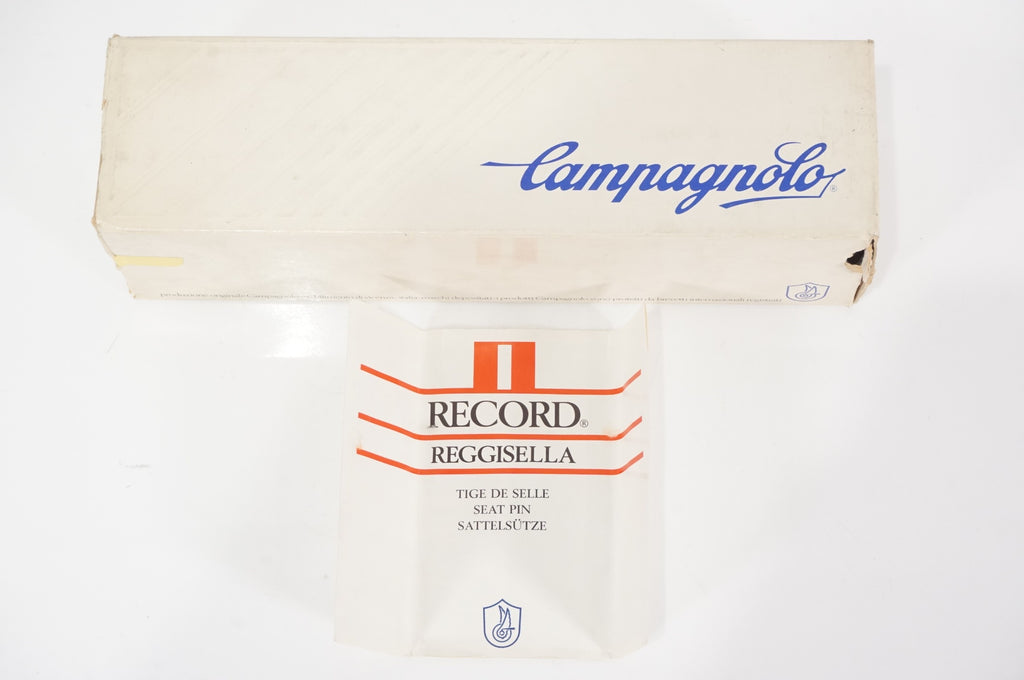 Campagnolo®
RECORD®
REGGISELLA
TIGE DE SELLE
SEAT PIN
SATTELSÜTZE